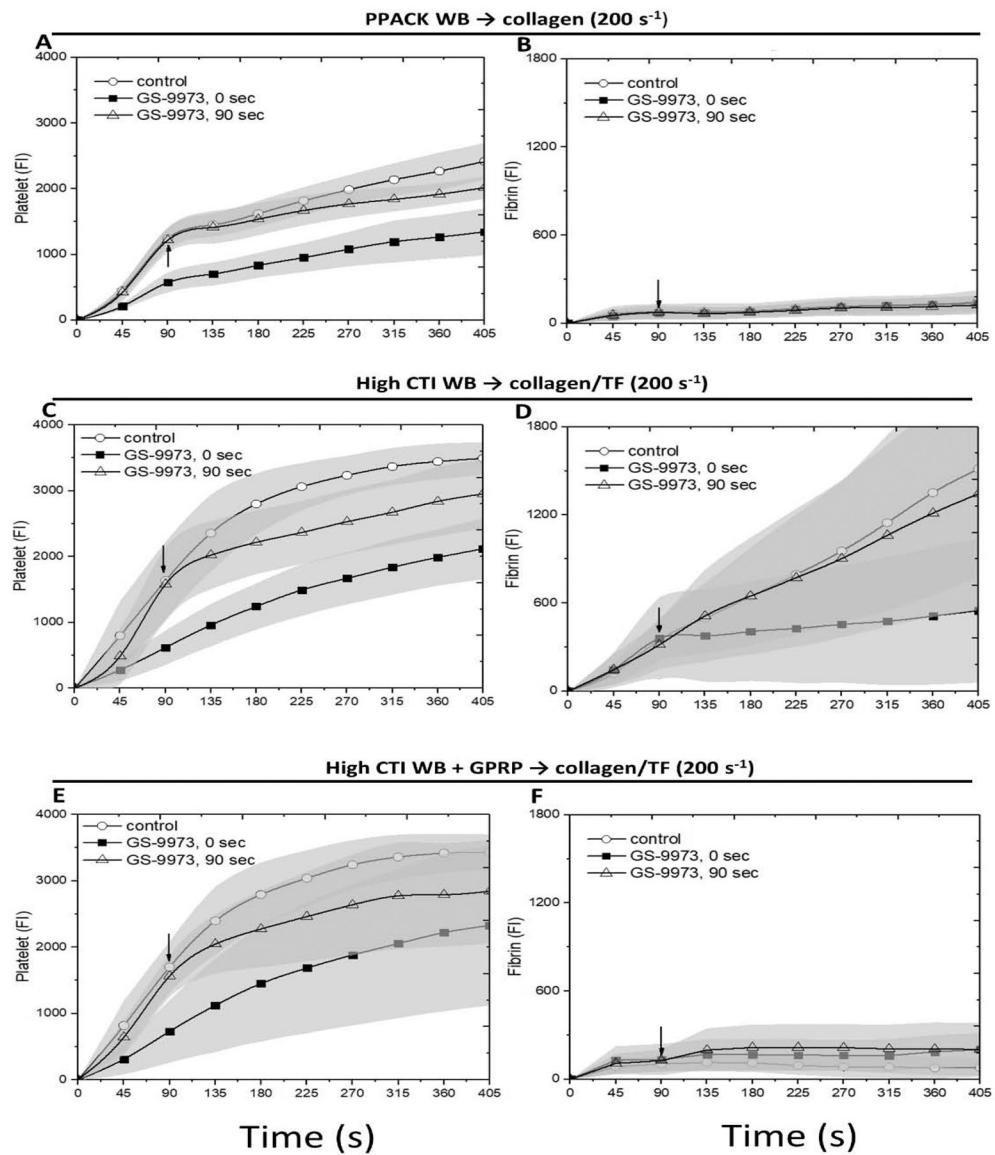 PPACK WB → collagen (200 s⁻¹)
A
4000
3000
2000
1000
0
Platelet (FI)
control
GS-9973, 0 sec
GS-9973, 90 sec
0 45 90 135 180 225 270 315 360 405
B
1800
1200
600
0
Fibrin (FI)
control
GS-9973, 0 sec
GS-9973, 90 sec
0 45 90 135 180 225 270 315 360 405
High CTI WB → collagen/TF (200 s⁻¹)
C
4000
3000
2000
1000
0
Platelet (FI)
control
GS-9973, 0 sec
GS-9973, 90 sec
0 45 90 135 180 225 270 315 360 405
D
1800
1200
600
0
Fibrin (FI)
control
GS-9973, 0 sec
GS-9973, 90 sec
0 45 90 135 180 225 270 315 360 405
High CTI WB + GPRP → collagen/TF (200 s⁻¹)
E
4000
3000
2000
1000
0
Platelet (FI)
control
GS-9973, 0 sec
GS-9973, 90 sec
0 45 90 135 180 225 270 315 360 405
Time (s)
F
1800
1200
600
0
Fibrin (FI)
control
GS-9973, 0 sec
GS-9973, 90 sec
0 45 90 135 180 225 270 315 360 405
Time (s)